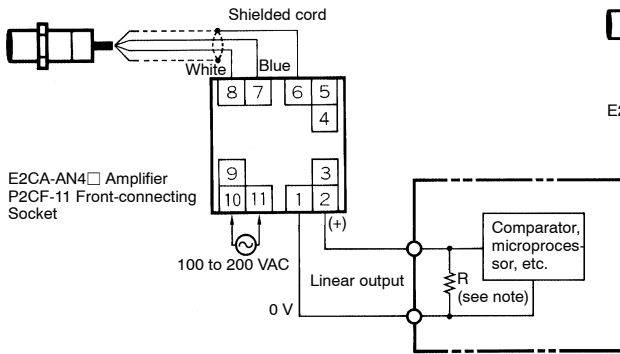 Shielded cord
White Blue
8 7 6 5
4
E2
E2CA-AN4□ Amplifier
P2CF-11 Front-connecting
Socket
9 3
10 11 1 2
(+)
100 to 200 VAC
Linear output
0 V
Comparator,
microproces-
sor, etc.
R
(see note)